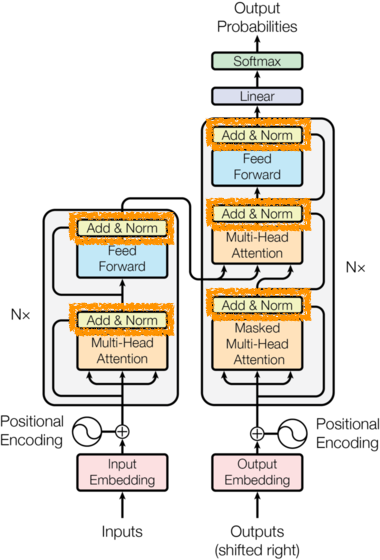 Output
Probabilities
Softmax
Linear
Add & Norm
Feed
Forward
Add & Norm
Multi-Head
Attention
Add & Norm
Masked
Multi-Head
Attention
Nx
Add & Norm
Feed
Forward
Nx
Add & Norm
Multi-Head
Attention
Positional
Encoding
Positional
Encoding
Input
Embedding
Output
Embedding
Inputs
Outputs
(shifted right)